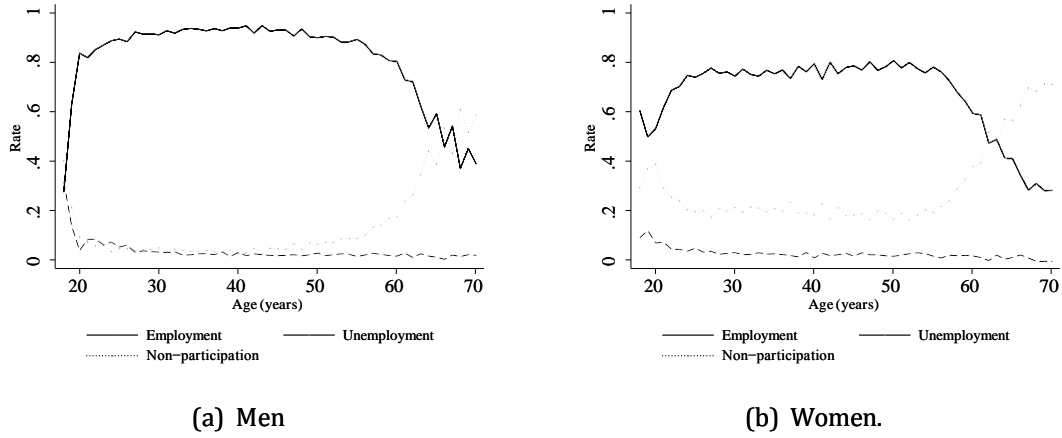 1
.8
.6
.4
.2
0
Rate
20 30 40 50 60 70
Age (years)
Employment Unemployment
Non-participation
(a) Men
1
.8
.6
.4
.2
0
Rate
20 30 40 50 60 70
Age (years)
Employment Unemployment
Non-participation
(b) Women.